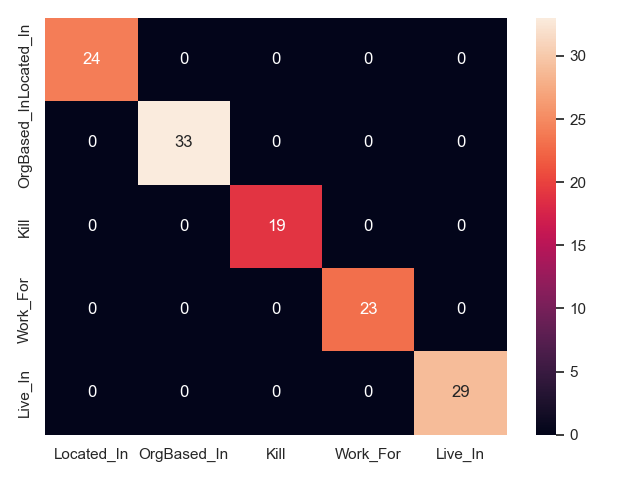 Located_In 24 0 0 0 0
OrgBased_In 0 33 0 0 0
Kill 0 0 19 0 0
Work_For 0 0 0 23 0
Live_In 0 0 0 0 29
Located_In OrgBased_In Kill Work_For Live_In
30
25
20
15
10
5
0